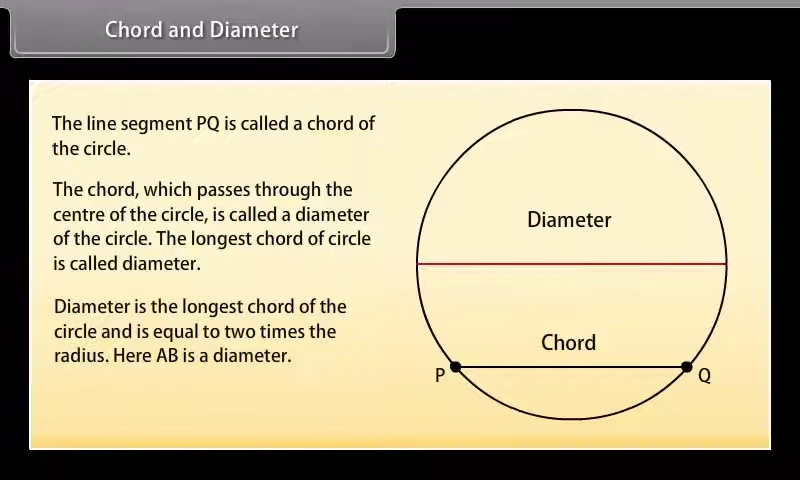 Chord and Diameter
The line segment PQ is called a chord of
the circle.
The chord, which passes through the
centre of the circle, is called a diameter
of the circle. The longest chord of circle
is called diameter.
Diameter is the longest chord of the
circle and is equal to two times the
radius. Here AB is a diameter.
Diameter
Chord
P
Q